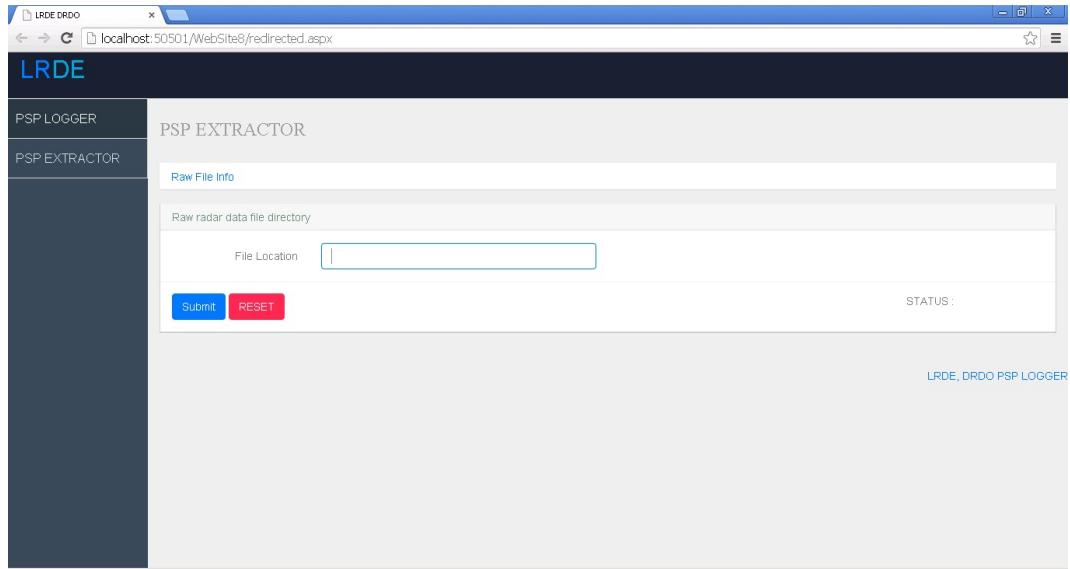 LRDE DRDO
localhost:50501/WebSite8/redirected.aspx
LRDE
PSP LOGGER
PSP EXTRACTOR
PSP EXTRACTOR
Raw File Info
Raw radar data file directory
File Location
Submit
RESET
STATUS :
LRDE, DRDO PSP LOGGER